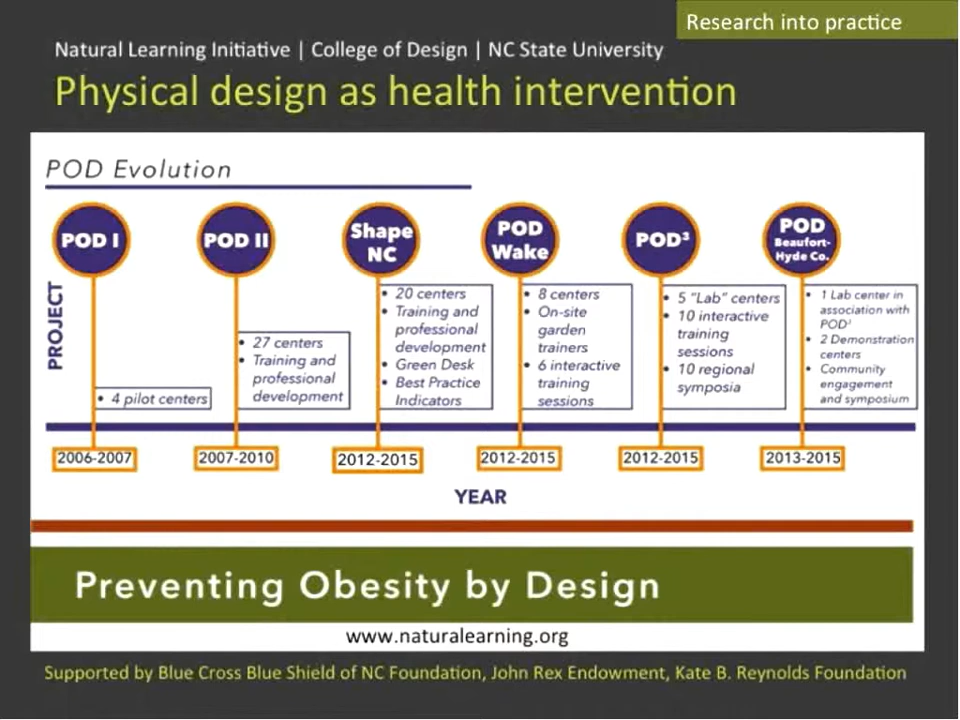 Research into practice
Natural Learning Initiative | College of Design | NC State University
Physical design as health intervention
POD Evolution
POD I
POD II
Shape
NC
POD
Wake
POD³
POD
Beaufort-
Hyde Co.
PROJECT
• 4 pilot centers
• 27 centers
• Training and
professional
development
• 20 centers
• Training and
professional
development
• Green Desk
• Best Practice
Indicators
• 8 centers
• On-site
garden
trainers
• 6 interactive
training
sessions
• 5 "Lab" centers
• 10 interactive
training
sessions
• 10 regional
symposia
• 1 Lab center in
association with
POD³
• 2 Demonstration
centers
• Community
engagement
and symposium
2006-2007
2007-2010
2012-2015
2012-2015
2012-2015
2013-2015
YEAR
Preventing Obesity by Design
www.naturalearning.org
Supported by Blue Cross Blue Shield of NC Foundation, John Rex Endowment, Kate B. Reynolds Foundation